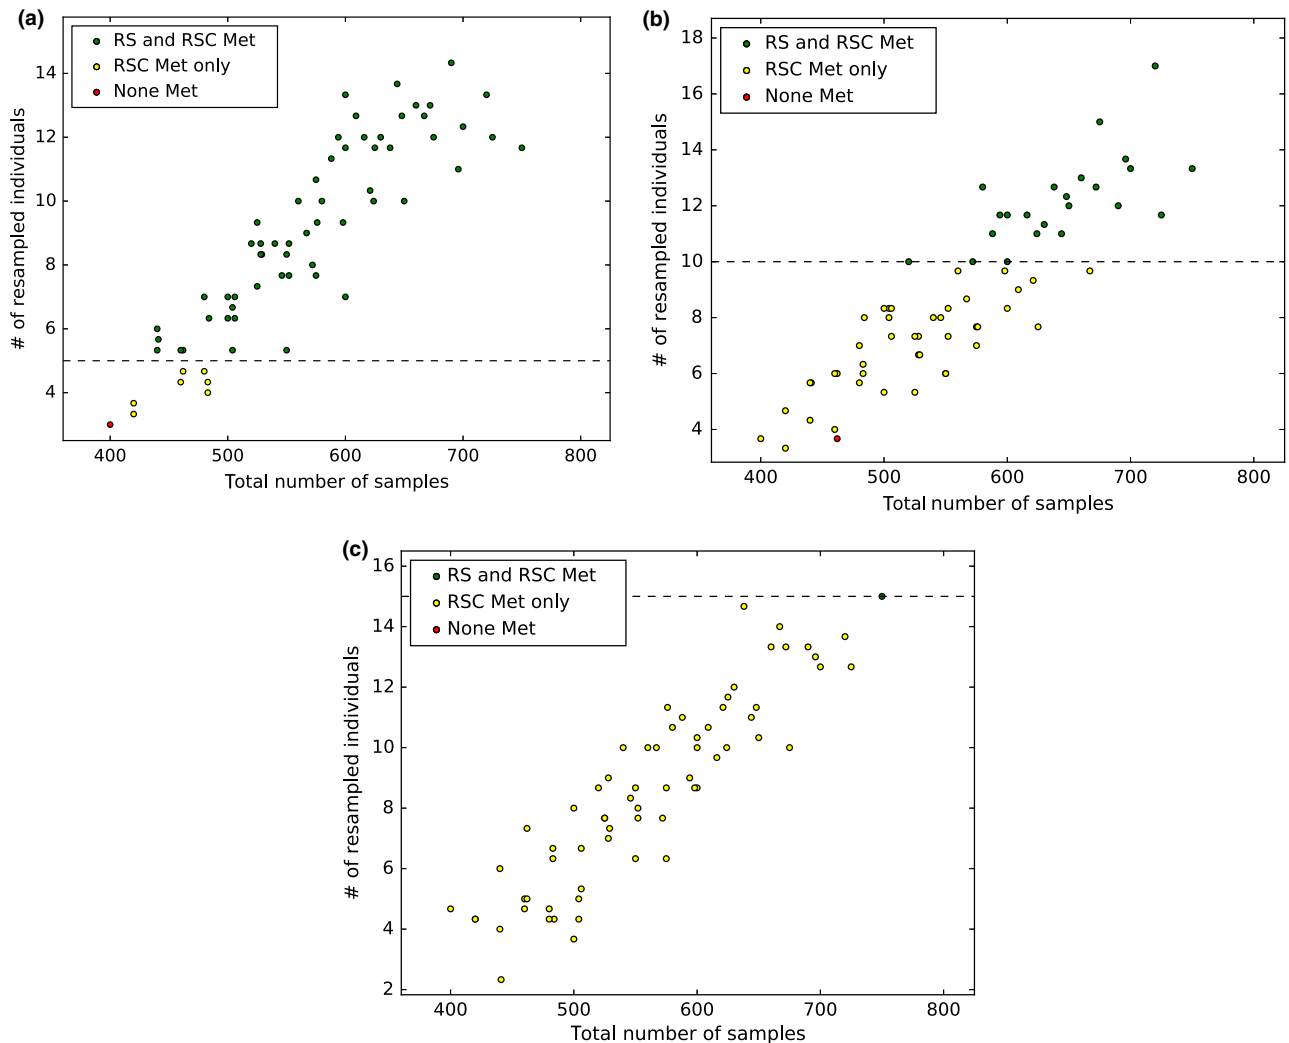 (a)
RS and RSC Met
RSC Met only
None Met
14
12
10
8
6
4
# of resampled individuals
400 500 600 700 800
Total number of samples
(b)
RS and RSC Met
RSC Met only
None Met
18
16
14
12
10
8
6
4
# of resampled individuals
400 500 600 700 800
Total number of samples
(c)
RS and RSC Met
RSC Met only
None Met
16
14
12
10
8
6
4
2
# of resampled individuals
400 500 600 700 800
Total number of samples